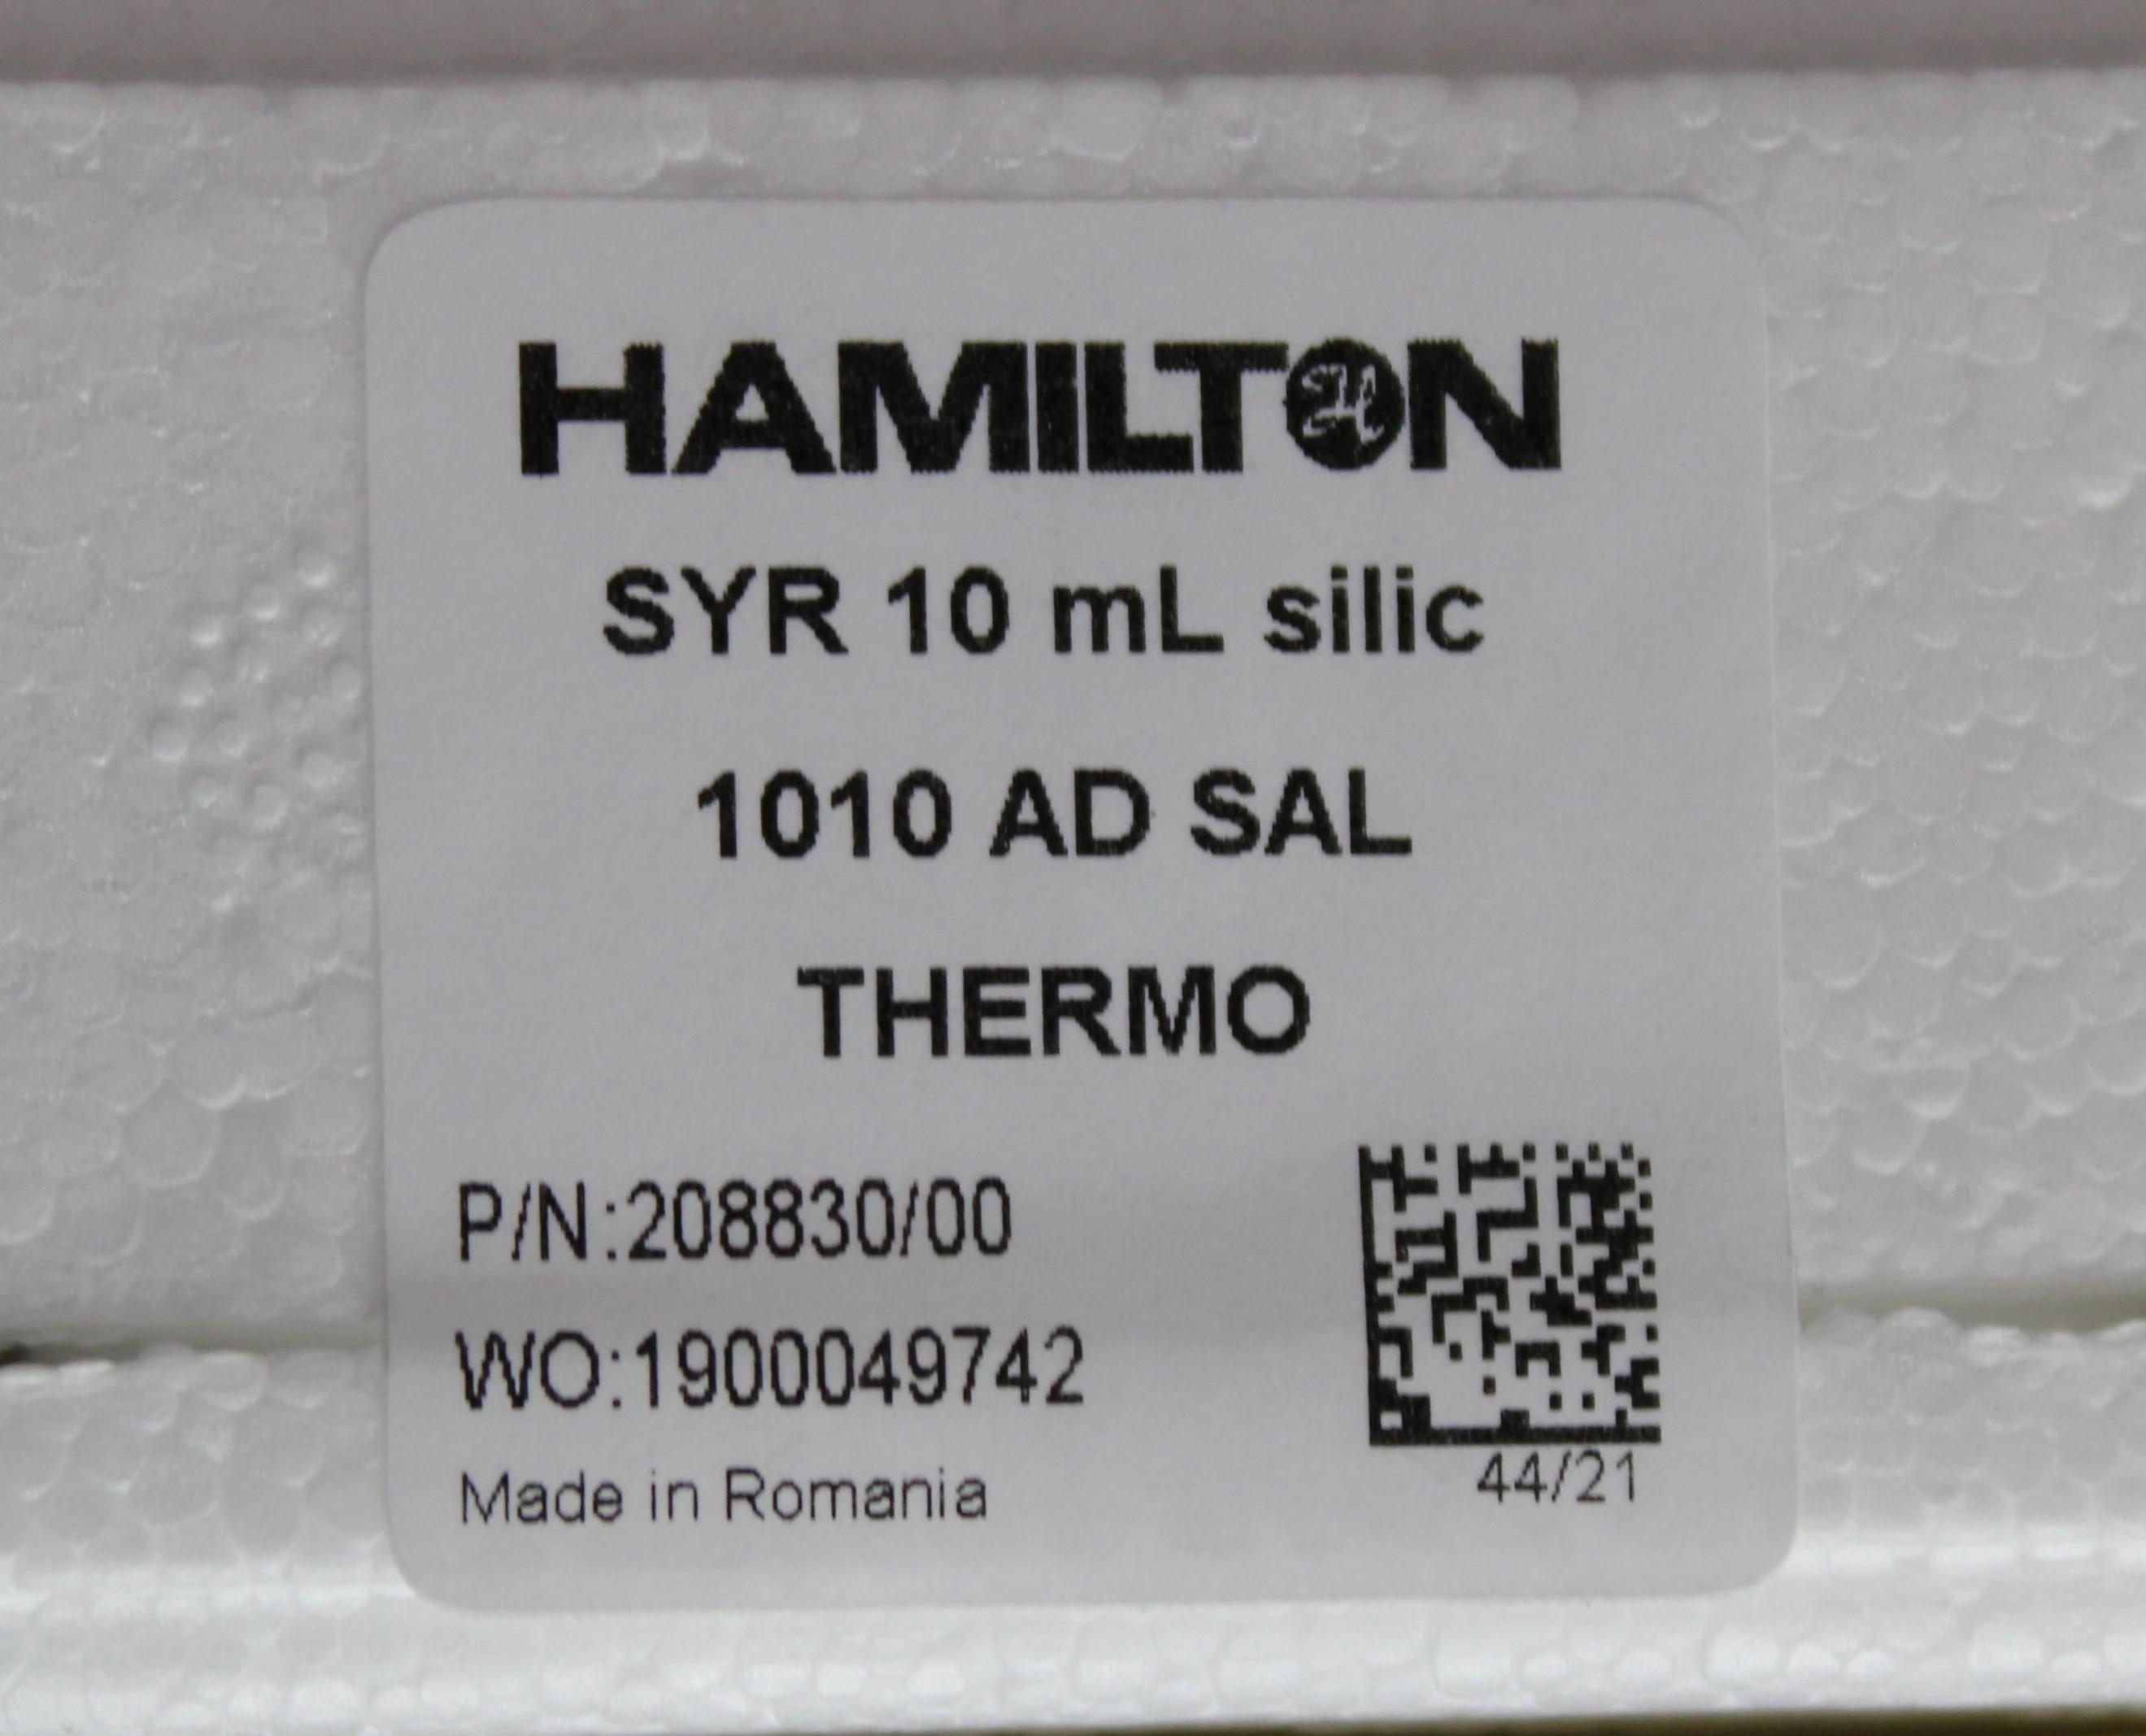 HAMILTON
SYR 10 mL silic
1010 AD SAL
THERMO
P/N:208830/00
WO:1900049742
Made in Romania
44/21